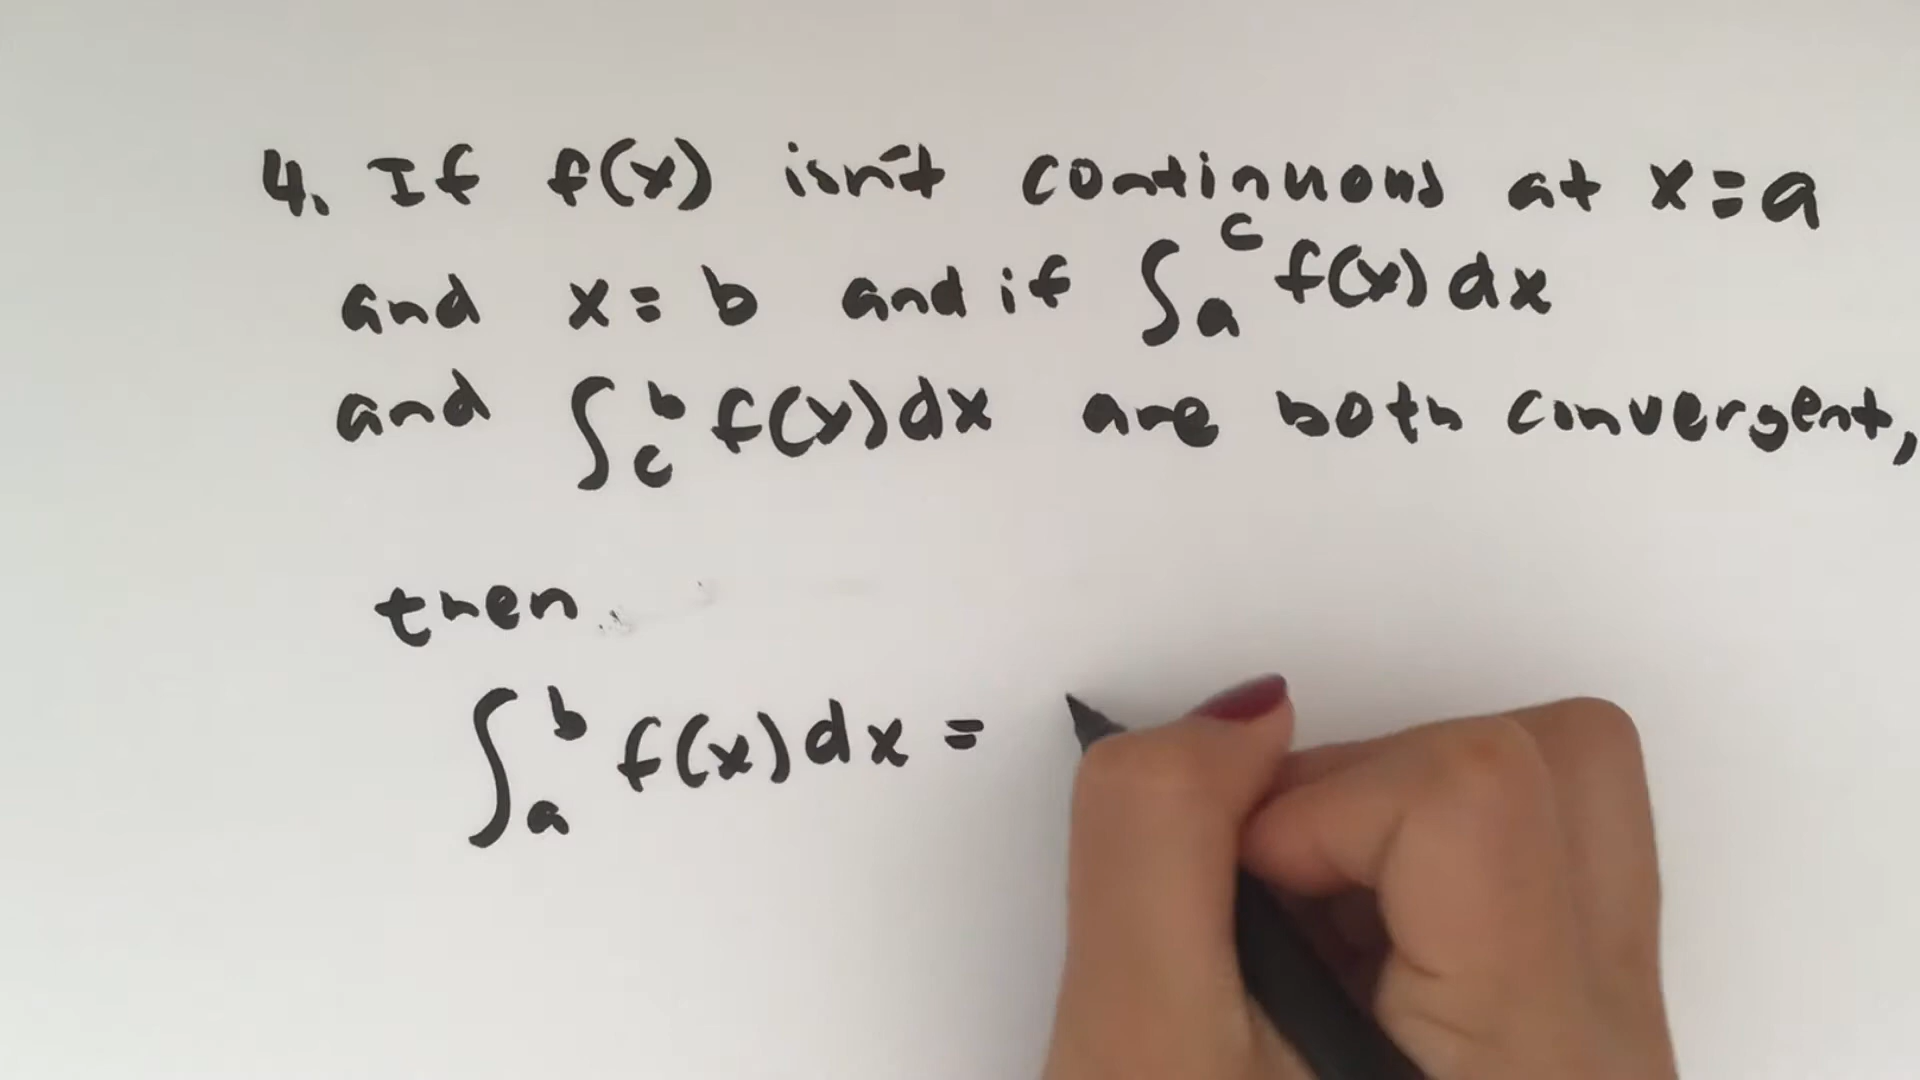 4. If f(x) isn't continuous at x=a
and x=b and if ∫_a^c f(x)dx
and ∫_c^b f(x)dx are both convergent,
then
∫_a^b f(x)dx =